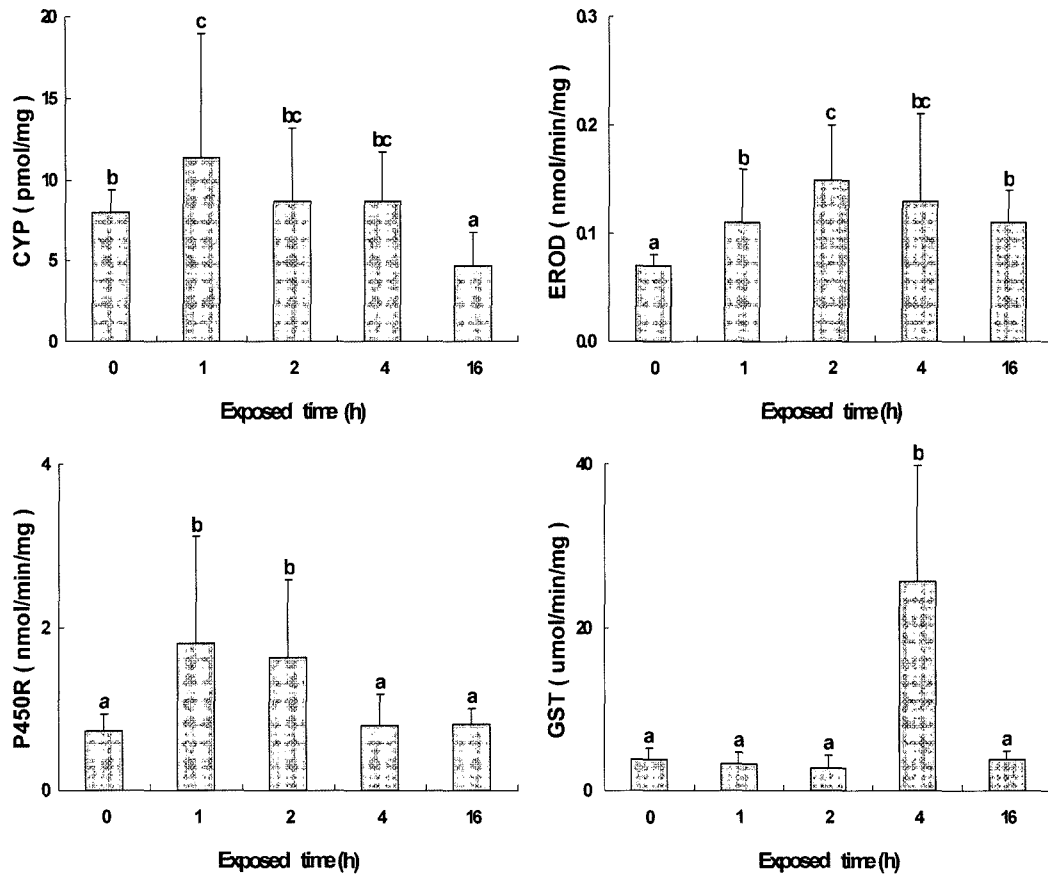 CYP ( pmol/mg)
20
15
10
5
0
b
c
bc
bc
a
0 1 2 4 16
Exposed time (h)
EROD ( nmol/min/mg)
0.3
0.2
0.1
0.0
a
b
c
bc
b
0 1 2 4 16
Exposed time (h)
P450R ( nmol/min/mg)
4
2
0
a
b
b
a
a
0 1 2 4 16
Exposed time (h)
GST ( umol/min/mg)
40
20
0
a
a
a
b
a
0 1 2 4 16
Exposed time (h)